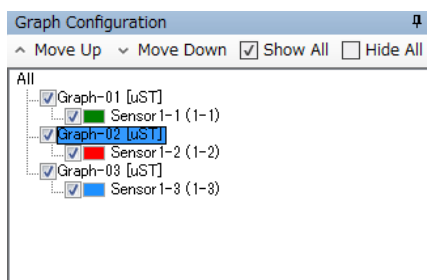 Graph Configuration
Move Up Move Down Show All Hide All
All
Graph-01 [uST]
Sensor1-1 (1-1)
Graph-02 [uST]
Sensor1-2 (1-2)
Graph-03 [uST]
Sensor1-3 (1-3)